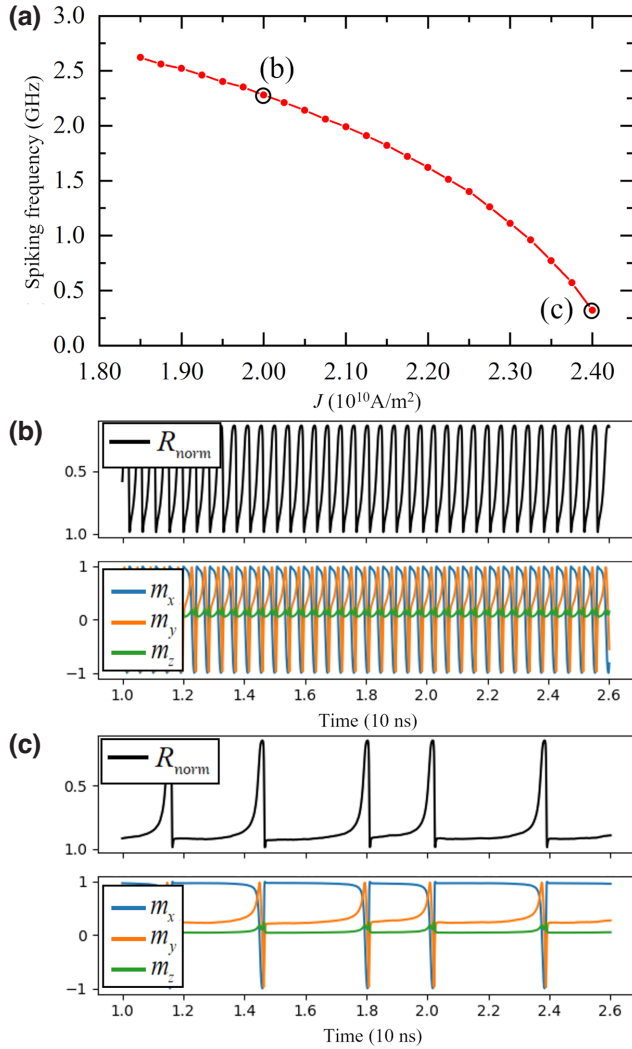 (a)
3.0
2.5
2.0
1.5
1.0
0.5
0.0
Spiking frequency (GHz)
(b)
(c)
1.80 1.90 2.00 2.10 2.20 2.30 2.40
J (10¹⁰A/m²)
(b)
R_norm
0.5
1.0
1
0
−1
m_x
m_y
m_z
1.0 1.2 1.4 1.6 1.8 2.0 2.2 2.4 2.6
Time (10 ns)
(c)
R_norm
0.5
1.0
1
0
−1
m_x
m_y
m_z
1.0 1.2 1.4 1.6 1.8 2.0 2.2 2.4 2.6
Time (10 ns)